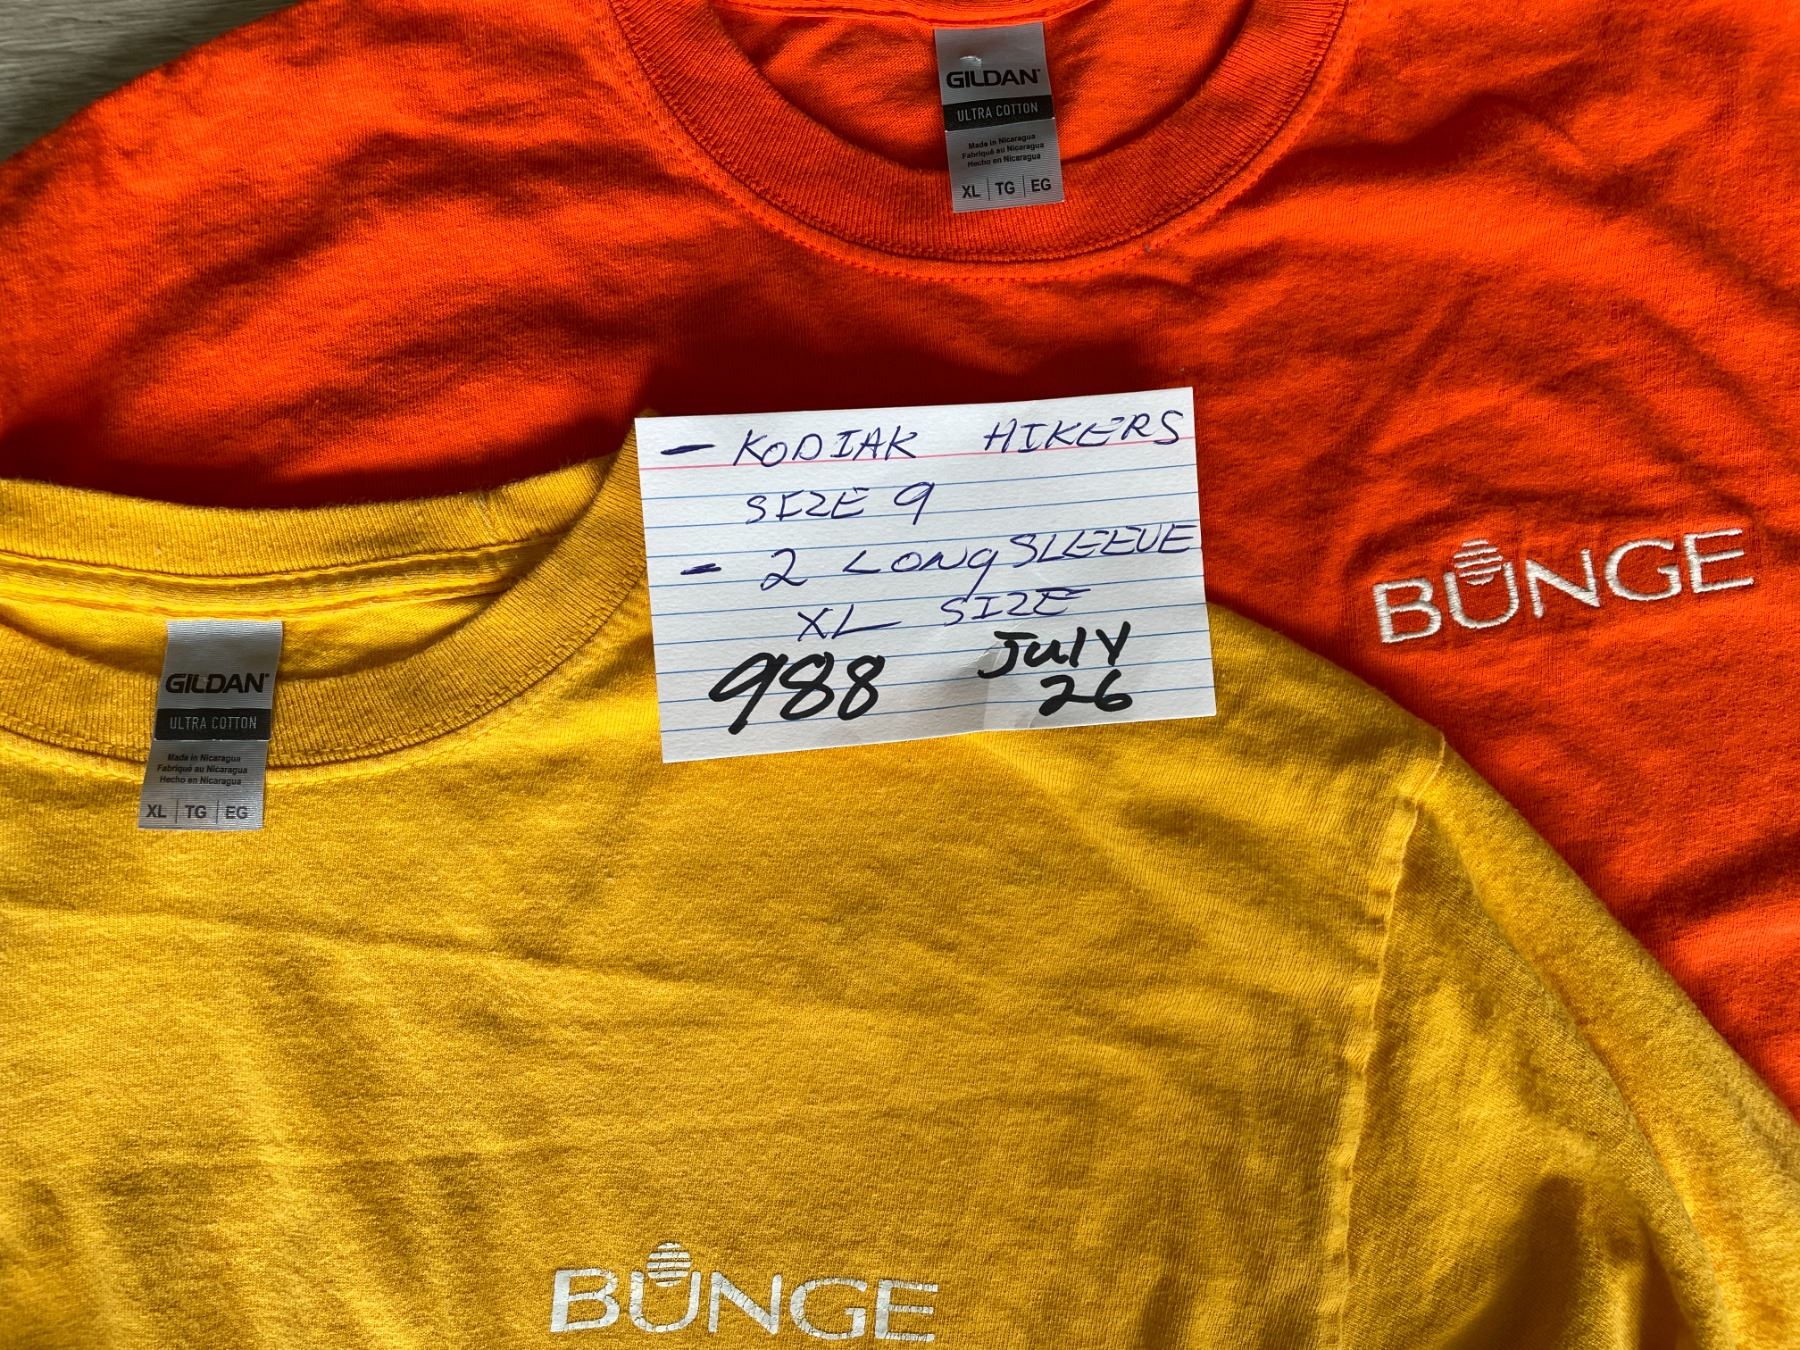 GILDAN
ULTRA COTTON
Made in Nicaragua
Fabriqué au Nicaragua
Hecho en Nicaragua
XL | TG | EG
- KODIAK HIKERS
SIZE 9
- 2 LONG SLEEVE
XL SIZE
988 JULY
26
BUNGE
GILDAN
ULTRA COTTON
Made in Nicaragua
Fabriqué au Nicaragua
Hecho en Nicaragua
XL | TG | EG
BUNGE